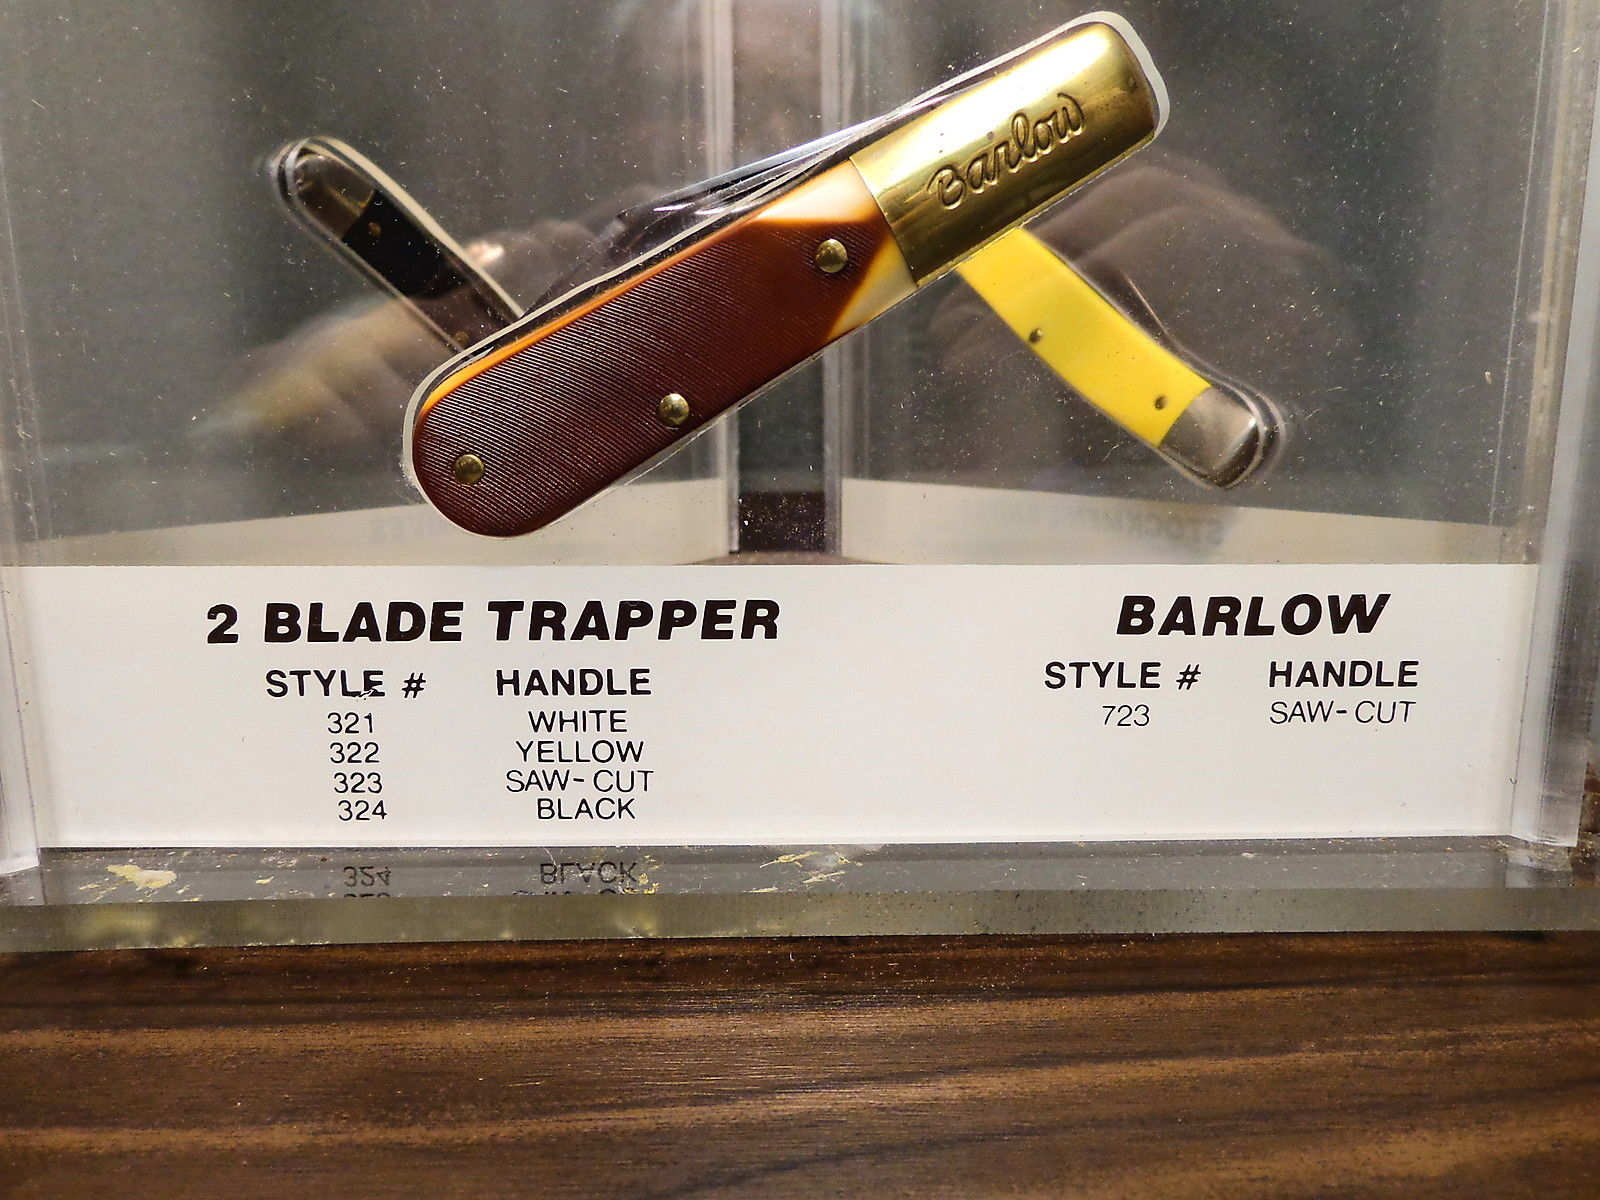 Barlow
2 BLADE TRAPPER BARLOW
STYLE # HANDLE STYLE # HANDLE
321 WHITE 723 SAW-CUT
322 YELLOW
323 SAW-CUT
324 BLACK